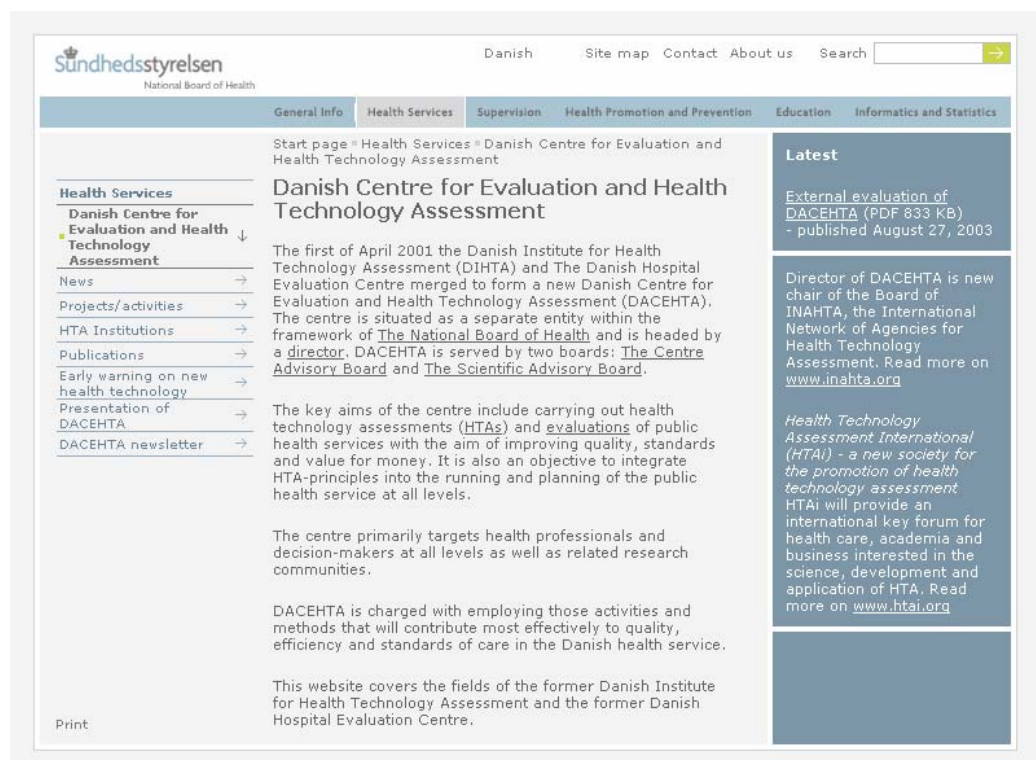 Sundhedsstyrelsen
National Board of Health
Danish Site map Contact About us Search
General Info Health Services Supervision Health Promotion and Prevention Education Informatics and Statistics
Health Services
Danish Centre for
Evaluation and Health
Technology
Assessment
News
Projects/activities
HTA Institutions
Publications
Early warning on new
health technology
Presentation of
DACEHTA
DACEHTA newsletter
Print
Start page Health Services Danish Centre for Evaluation and
Health Technology Assessment
Danish Centre for Evaluation and Health
Technology Assessment
The first of April 2001 the Danish Institute for Health
Technology Assessment (DIHTA) and The Danish Hospital
Evaluation Centre merged to form a new Danish Centre for
Evaluation and Health Technology Assessment (DACEHTA).
The centre is situated as a separate entity within the
framework of The National Board of Health and is headed by
a director. DACEHTA is served by two boards: The Centre
Advisory Board and The Scientific Advisory Board.
The key aims of the centre include carrying out health
technology assessments (HTAs) and evaluations of public
health services with the aim of improving quality, standards
and value for money. It is also an objective to integrate
HTA-principles into the running and planning of the public
health service at all levels.
The centre primarily targets health professionals and
decision-makers at all levels as well as related research
communities.
DACEHTA is charged with employing those activities and
methods that will contribute most effectively to quality,
efficiency and standards of care in the Danish health service.
This website covers the fields of the former Danish Institute
for Health Technology Assessment and the former Danish
Hospital Evaluation Centre.
Latest
External evaluation of
DACEHTA (PDF 833 KB)
- published August 27, 2003
Director of DACEHTA is new
chair of the Board of
INAHTA, the International
Network of Agencies for
Health Technology
Assessment. Read more on
www.inahta.org
Health Technology
Assessment International
(HTAi) - a new society for
the promotion of health
technology assessment
HTAi will provide an
international key forum for
health care, academia and
business interested in the
science, development and
application of HTA. Read
more on www.htai.org